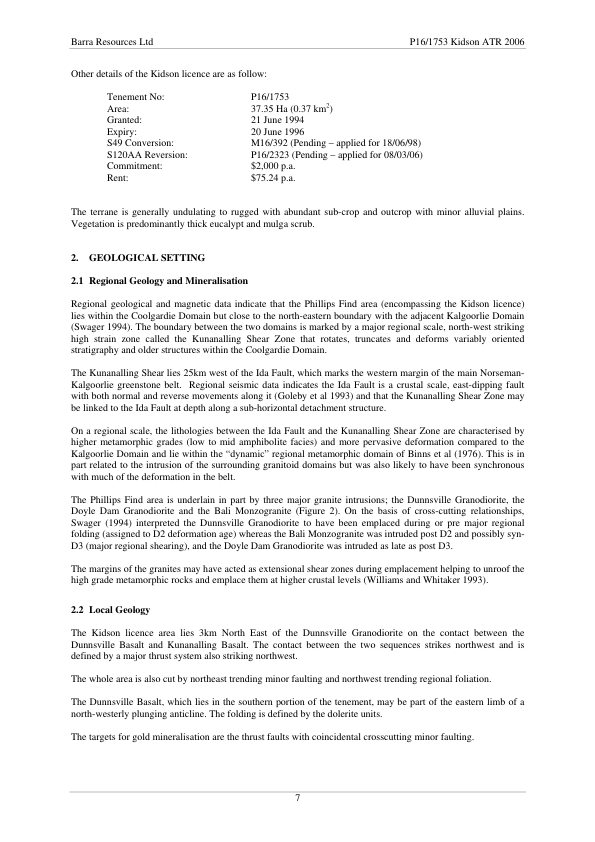 Barra Resources Ltd P16/1753 Kidson ATR 2006
Other details of the Kidson licence are as follow:
Tenement No: P16/1753
Area: 37.35 Ha (0.37 km²)
Granted: 21 June 1994
Expiry: 20 June 1996
S49 Conversion: M16/392 (Pending – applied for 18/06/98)
S120AA Reversion: P16/2323 (Pending – applied for 08/03/06)
Commitment: $2,000 p.a.
Rent: $75.24 p.a.
The terrane is generally undulating to rugged with abundant sub-crop and outcrop with minor alluvial plains.
Vegetation is predominantly thick eucalypt and mulga scrub.
2. GEOLOGICAL SETTING
2.1 Regional Geology and Mineralisation
Regional geological and magnetic data indicate that the Phillips Find area (encompassing the Kidson licence)
lies within the Coolgardie Domain but close to the north-eastern boundary with the adjacent Kalgoorlie Domain
(Swager 1994). The boundary between the two domains is marked by a major regional scale, north-west striking
high strain zone called the Kunanalling Shear Zone that rotates, truncates and deforms variably oriented
stratigraphy and older structures within the Coolgardie Domain.
The Kunanalling Shear lies 25km west of the Ida Fault, which marks the western margin of the main Norseman-
Kalgoorlie greenstone belt. Regional seismic data indicates the Ida Fault is a crustal scale, east-dipping fault
with both normal and reverse movements along it (Goleby et al 1993) and that the Kunanalling Shear Zone may
be linked to the Ida Fault at depth along a sub-horizontal detachment structure.
On a regional scale, the lithologies between the Ida Fault and the Kunanalling Shear Zone are characterised by
higher metamorphic grades (low to mid amphibolite facies) and more pervasive deformation compared to the
Kalgoorlie Domain and lie within the “dynamic” regional metamorphic domain of Binns et al (1976). This is in
part related to the intrusion of the surrounding granitoid domains but was also likely to have been synchronous
with much of the deformation in the belt.
The Phillips Find area is underlain in part by three major granite intrusions; the Dunnsville Granodiorite, the
Doyle Dam Granodiorite and the Bali Monzogranite (Figure 2). On the basis of cross-cutting relationships,
Swager (1994) interpreted the Dunnsville Granodiorite to have been emplaced during or pre major regional
folding (assigned to D2 deformation age) whereas the Bali Monzogranite was intruded post D2 and possibly syn-
D3 (major regional shearing), and the Doyle Dam Granodiorite was intruded as late as post D3.
The margins of the granites may have acted as extensional shear zones during emplacement helping to unroof the
high grade metamorphic rocks and emplace them at higher crustal levels (Williams and Whitaker 1993).
2.2 Local Geology
The Kidson licence area lies 3km North East of the Dunnsville Granodiorite on the contact between the
Dunnsville Basalt and Kunanalling Basalt. The contact between the two sequences strikes northwest and is
defined by a major thrust system also striking northwest.
The whole area is also cut by northeast trending minor faulting and northwest trending regional foliation.
The Dunnsville Basalt, which lies in the southern portion of the tenement, may be part of the eastern limb of a
north-westerly plunging anticline. The folding is defined by the dolerite units.
The targets for gold mineralisation are the thrust faults with coincidental crosscutting minor faulting.
7